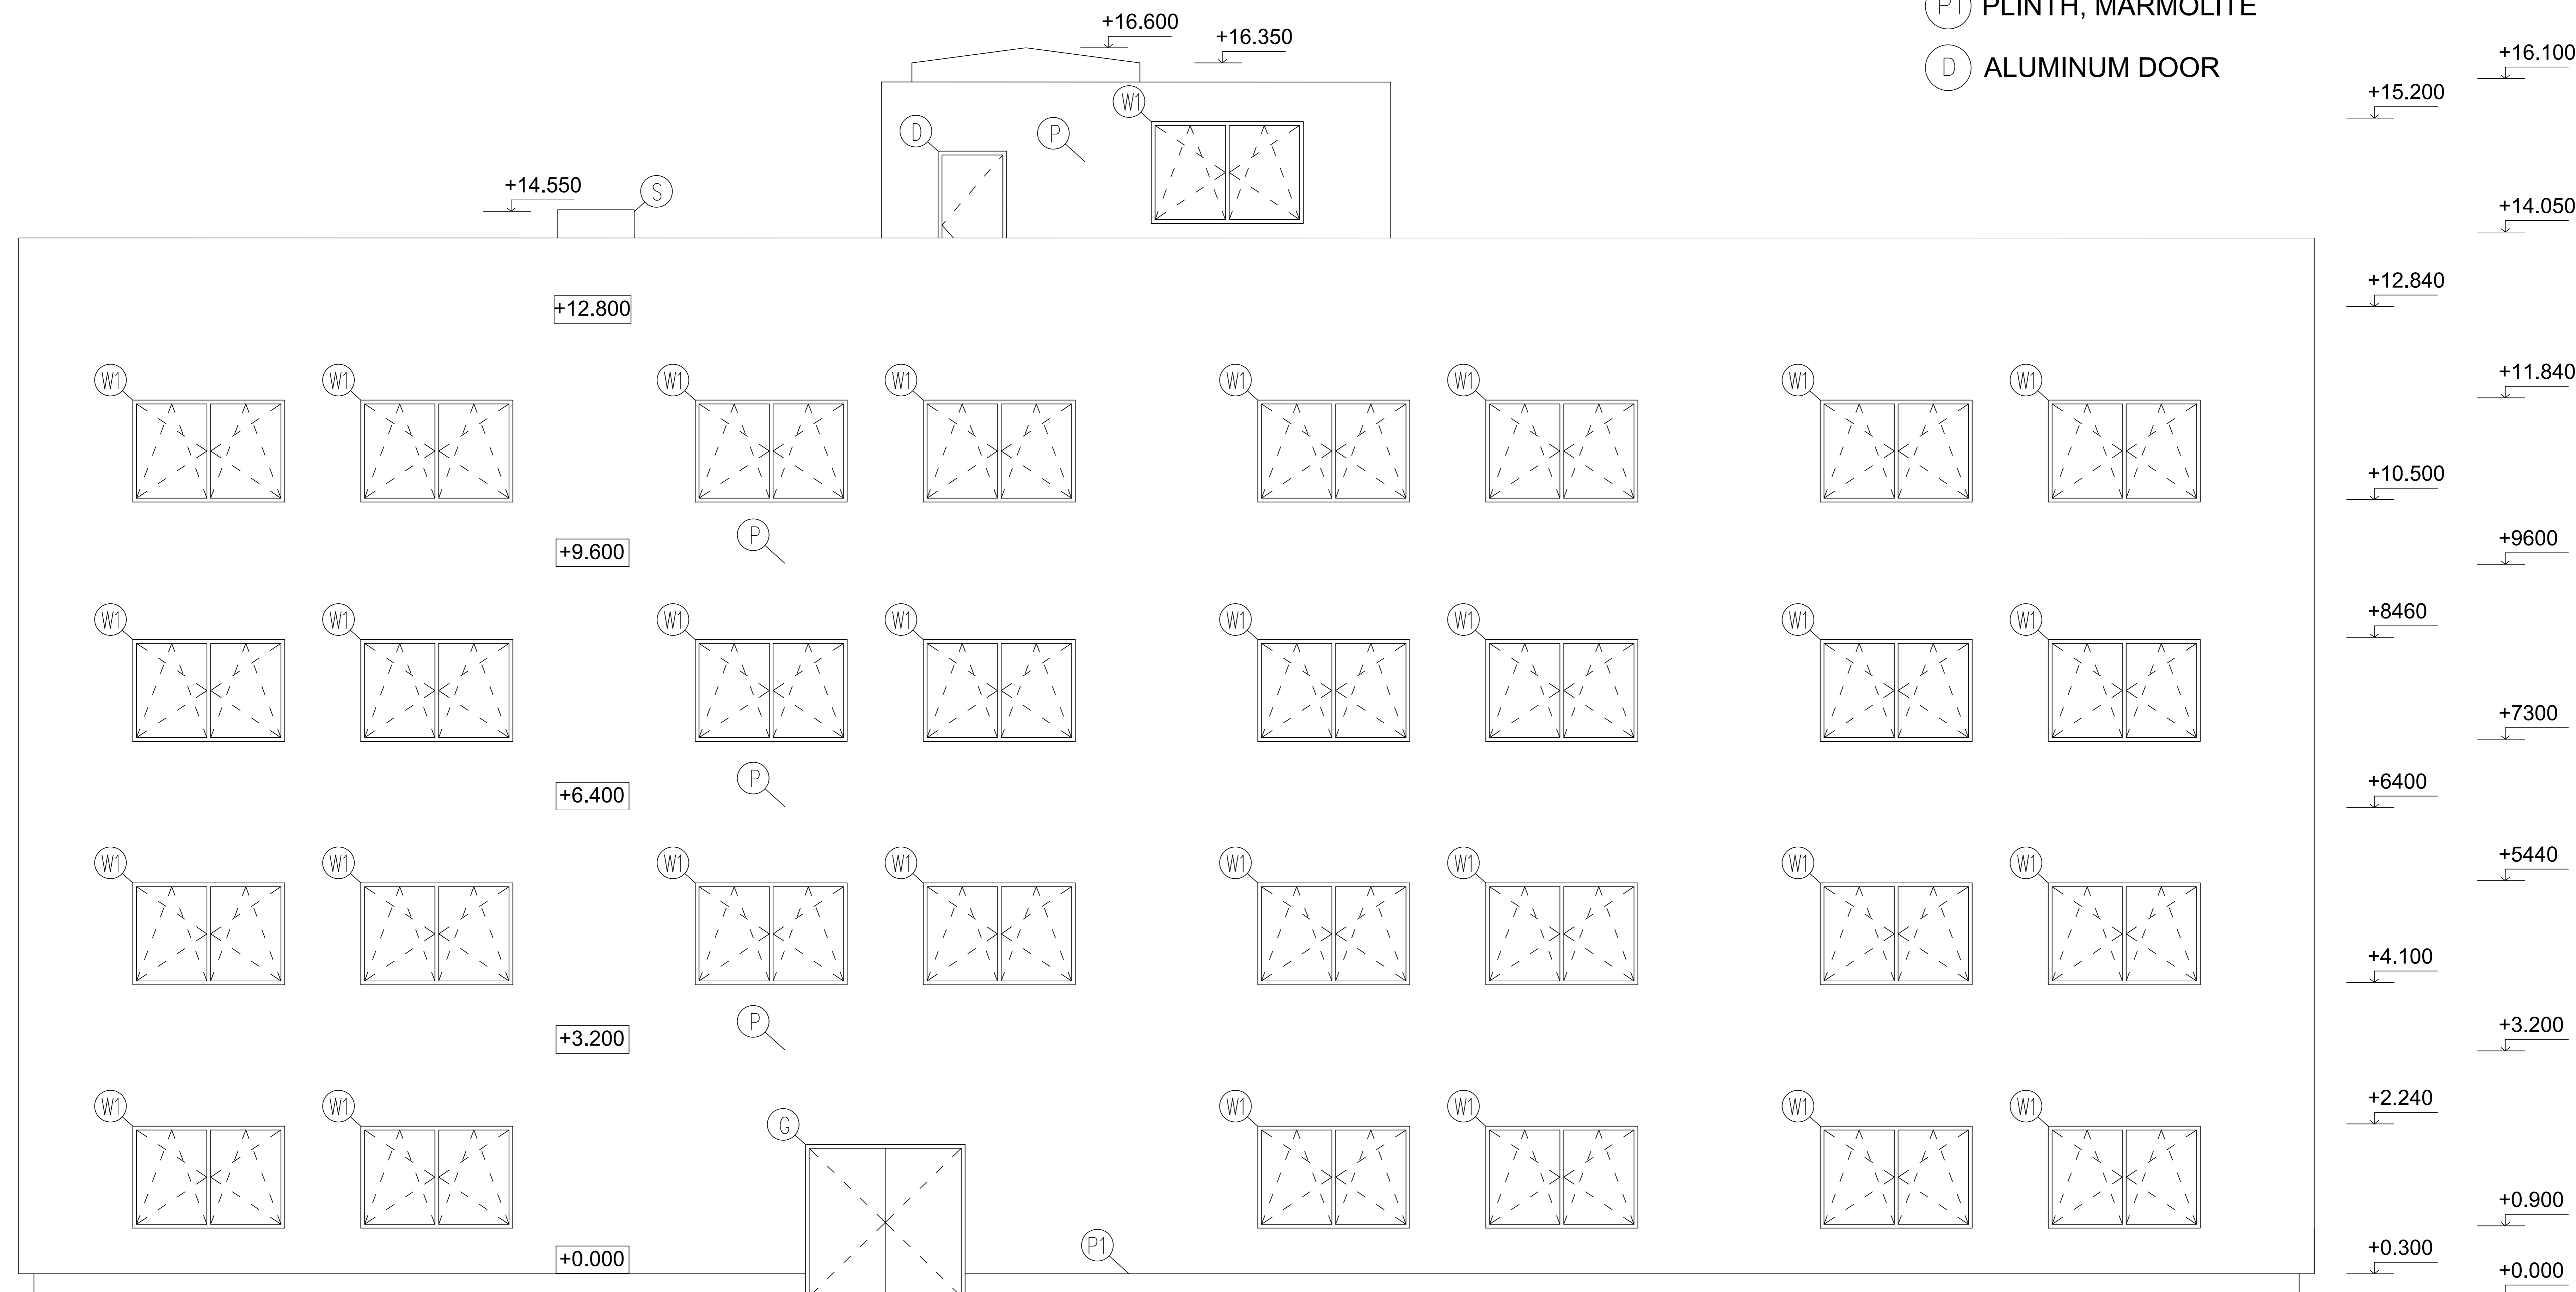 P1 PLINTH, MARMOLITE
+16.600
+16.350
+16.100
D ALUMINUM DOOR
+15.200
W1
D
P
+14.550
S
+14.050
+12.840
+12.800
+11.840
W1 W1 W1 W1 W1 W1 W1 W1
+10.500
P
+9.600
+9600
W1 W1 W1 W1 W1 W1 W1 W1
+8460
+7300
P
+6.400
+6400
W1 W1 W1 W1 W1 W1 W1 W1
+5440
+4.100
P
+3.200
+3.200
W1 W1 W1 W1 W1 W1
+2.240
G
+0.900
P1
+0.000
+0.300
+0.000